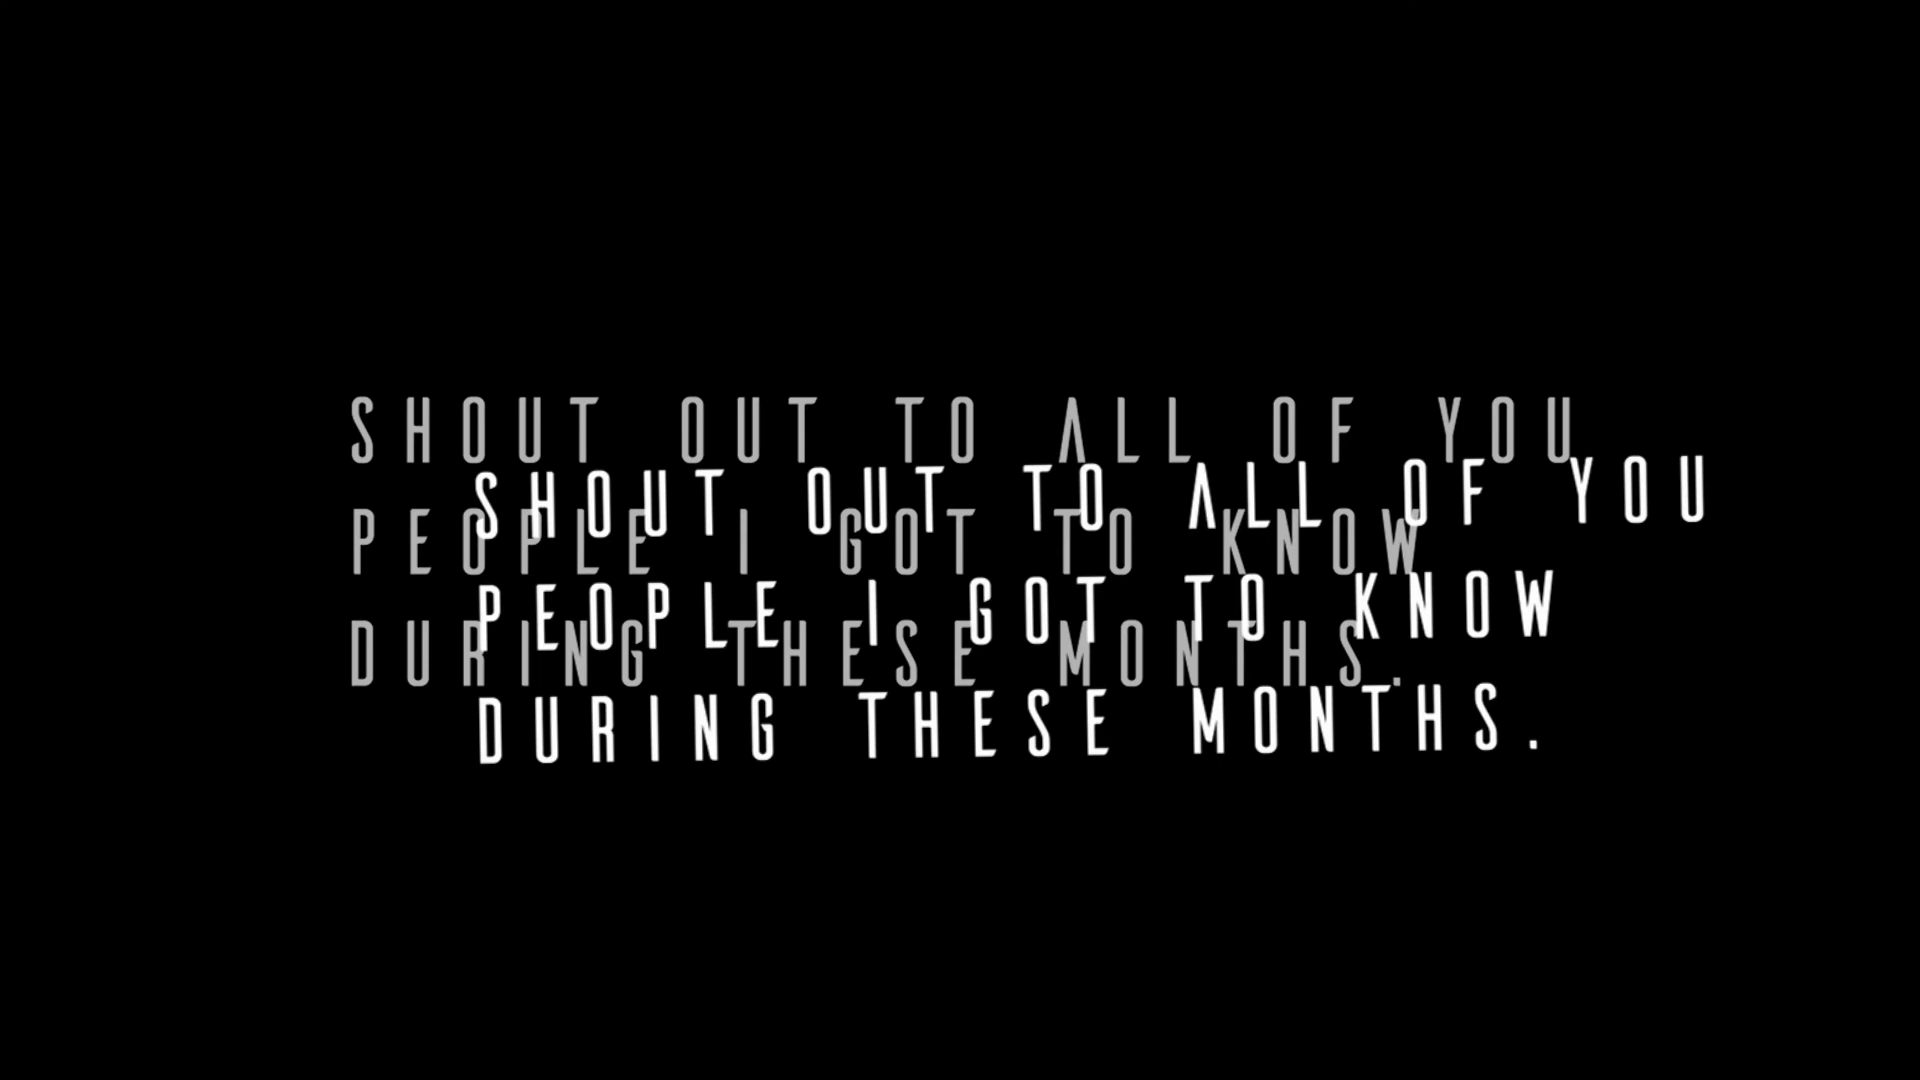 SHOUT OUT TO ALL OF YOU
PEOPLE I GOT TO KNOW
DURING THESE MONTHS.
SHOUT OUT TO ALL OF YOU
PEOPLE I GOT TO KNOW
DURING THESE MONTHS.